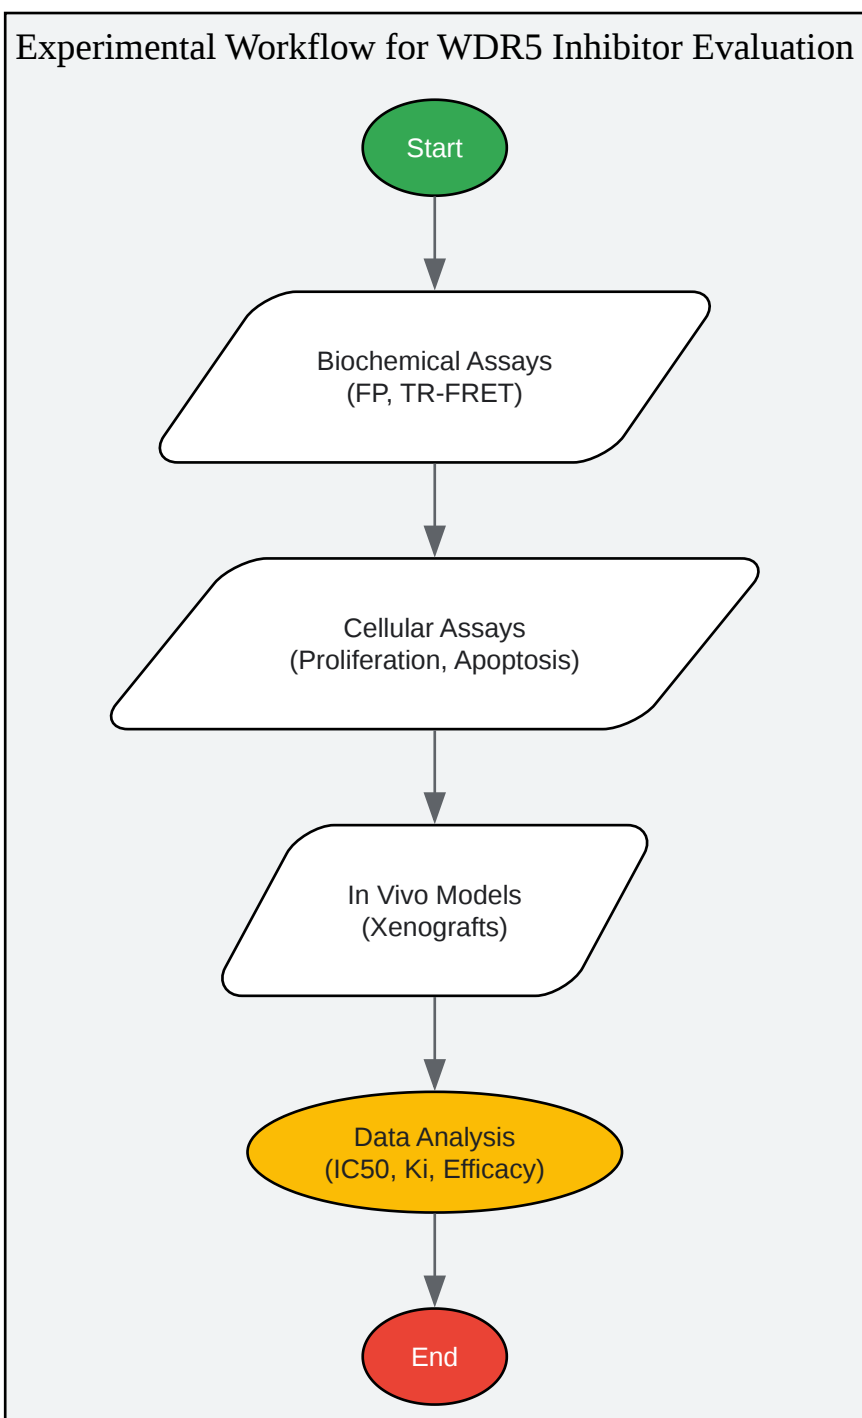 Experimental Workflow for WDR5 Inhibitor Evaluation
Start
Biochemical Assays
(FP, TR-FRET)
Cellular Assays
(Proliferation, Apoptosis)
In Vivo Models
(Xenografts)
Data Analysis
(IC50, Ki, Efficacy)
End